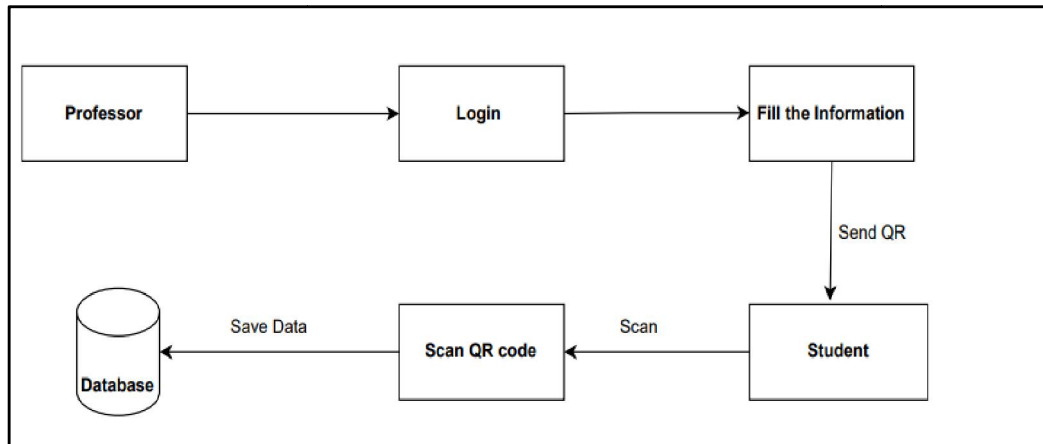 Professor
Login
Fill the Information
Send QR
Student
Scan
Scan QR code
Save Data
Database